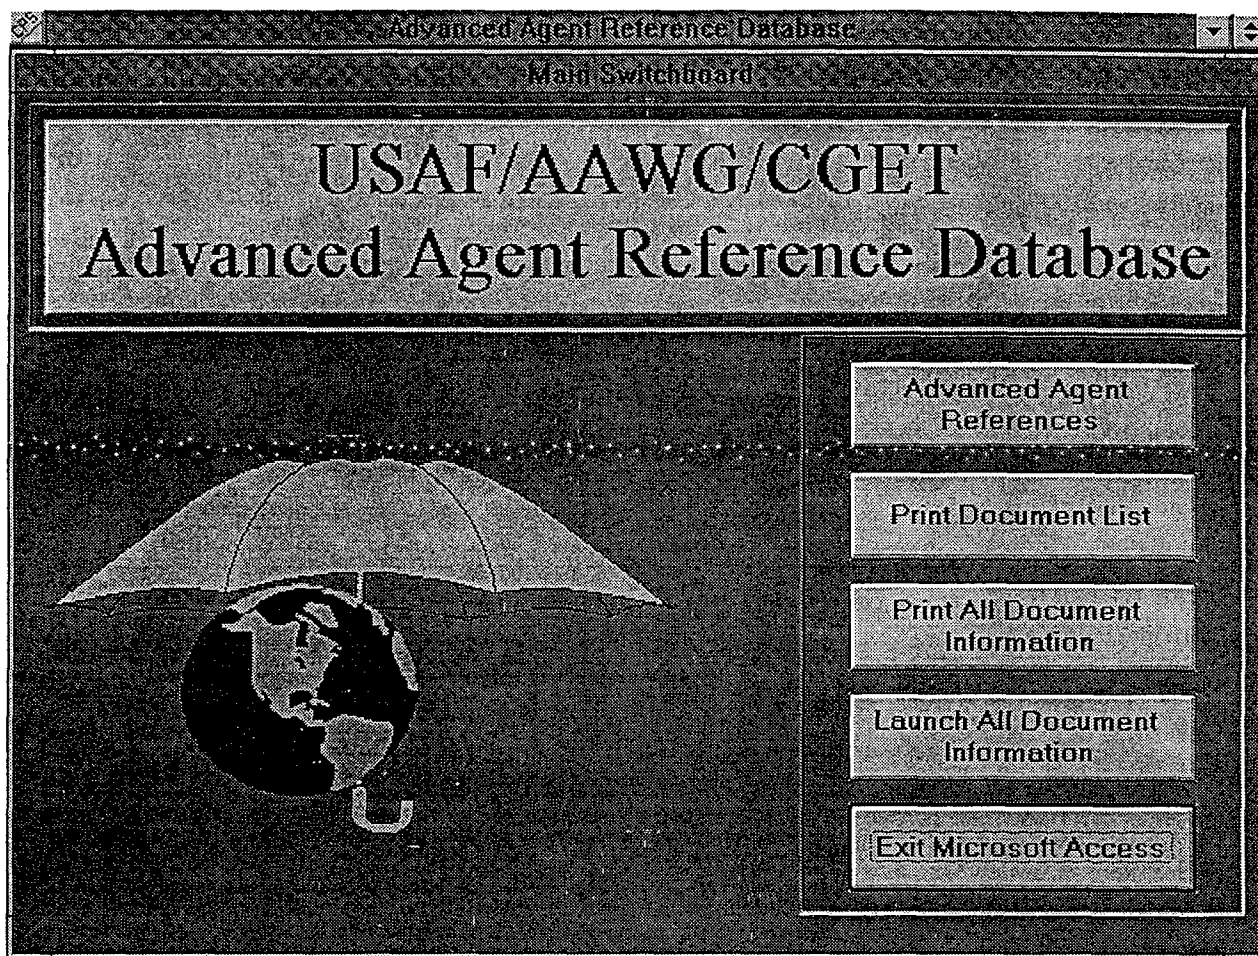 Advanced Agent Reference Database
Main Switchboard
USAF/AAWG/CGET
Advanced Agent Reference Database
Advanced Agent
References
Print Document List
Print All Document
Information
Launch All Document
Information
Exit Microsoft Access